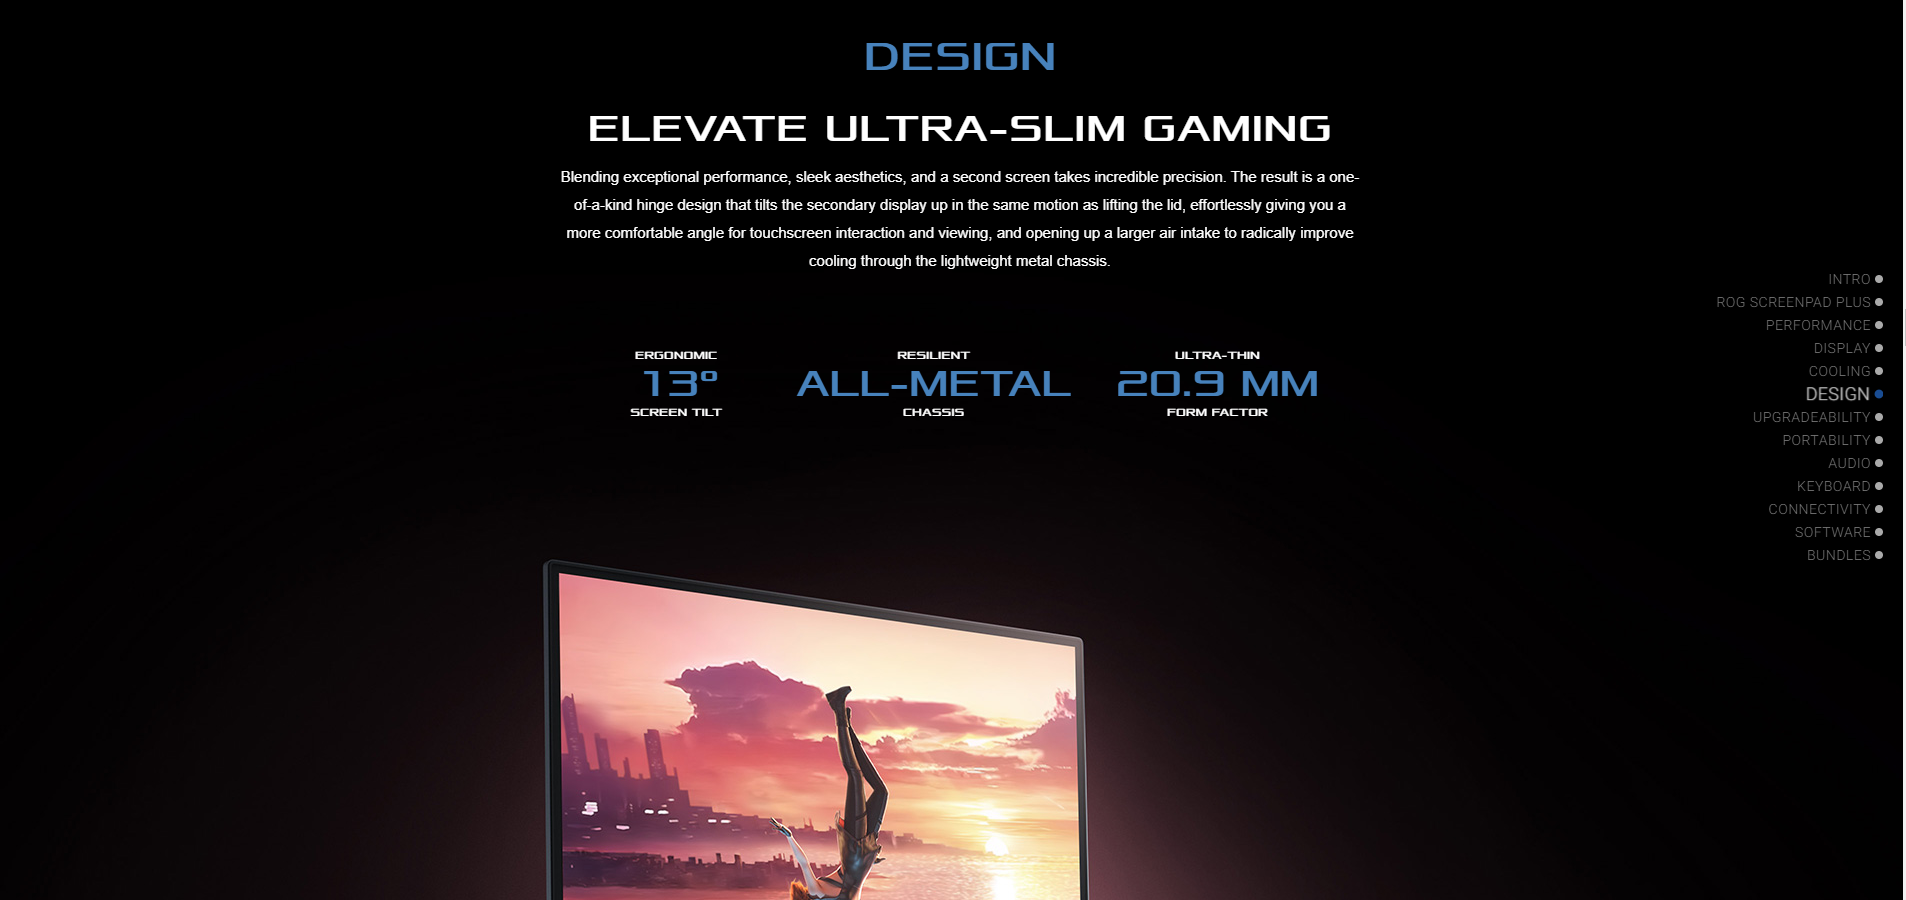 DESIGN
ELEVATE ULTRA-SLIM GAMING
Blending exceptional performance, sleek aesthetics, and a second screen takes incredible precision. The result is a one-
of-a-kind hinge design that tilts the secondary display up in the same motion as lifting the lid, effortlessly giving you a
more comfortable angle for touchscreen interaction and viewing, and opening up a larger air intake to radically improve
cooling through the lightweight metal chassis.
ERGONOMIC
13°
SCREEN TILT
RESILIENT
ALL-METAL
CHASSIS
ULTRA-THIN
20.9 MM
FORM FACTOR
INTRO
ROG SCREENPAD PLUS
PERFORMANCE
DISPLAY
COOLING
DESIGN
UPGRADEABILITY
PORTABILITY
AUDIO
KEYBOARD
CONNECTIVITY
SOFTWARE
BUNDLES